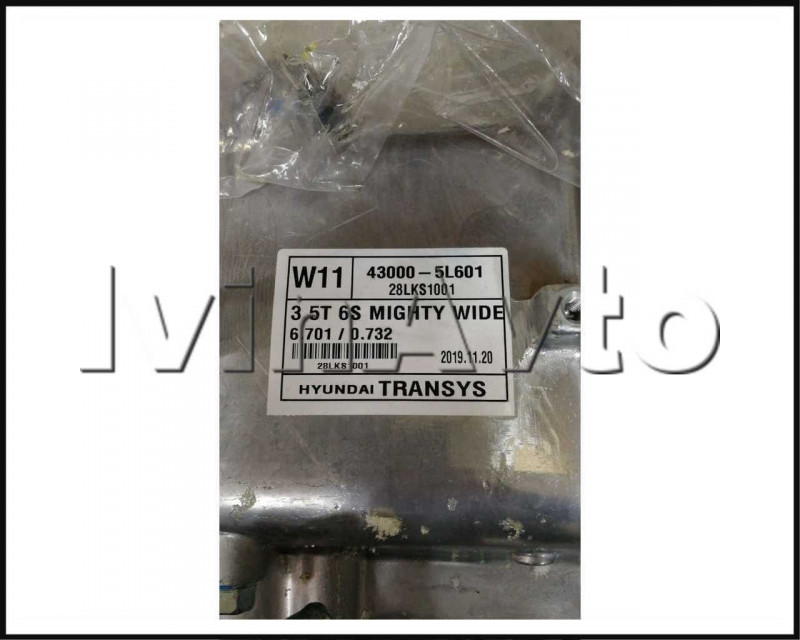 W11
43000-5L601
28LKS1001
3.5T 6S MIGHTY WIDE
6.701 / 0.732
2019.11.20
28LKS1001
HYUNDAI TRANSYS
IvinAvto